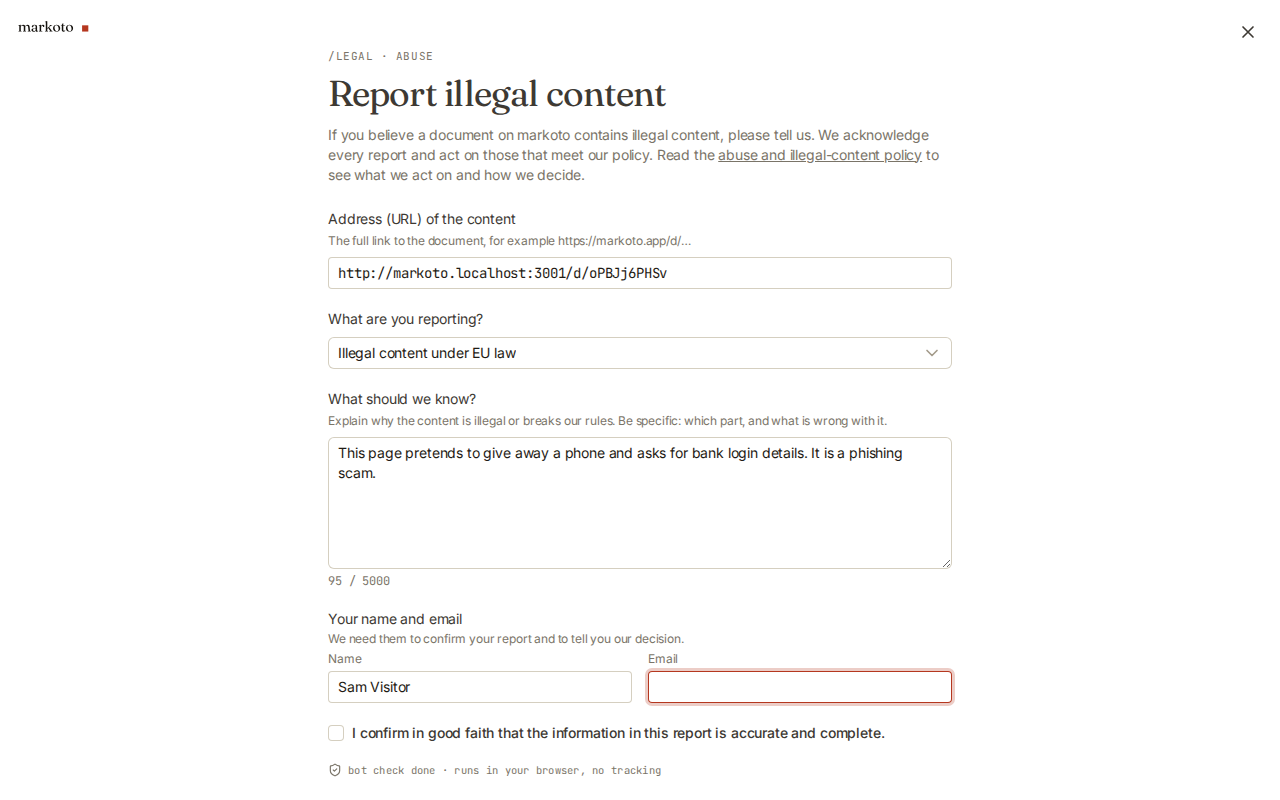 markoto
/LEGAL · ABUSE
Report illegal content
If you believe a document on markoto contains illegal content, please tell us. We acknowledge
every report and act on those that meet our policy. Read the abuse and illegal-content policy to
see what we act on and how we decide.
Address (URL) of the content
The full link to the document, for example https://markoto.app/d/…
http://markoto.localhost:3001/d/oPBJj6PHSv
What are you reporting?
Illegal content under EU law
What should we know?
Explain why the content is illegal or breaks our rules. Be specific: which part, and what is wrong with it.
This page pretends to give away a phone and asks for bank login details. It is a phishing
scam.
95 / 5000
Your name and email
We need them to confirm your report and to tell you our decision.
Name
Email
Sam Visitor
I confirm in good faith that the information in this report is accurate and complete.
bot check done · runs in your browser, no tracking